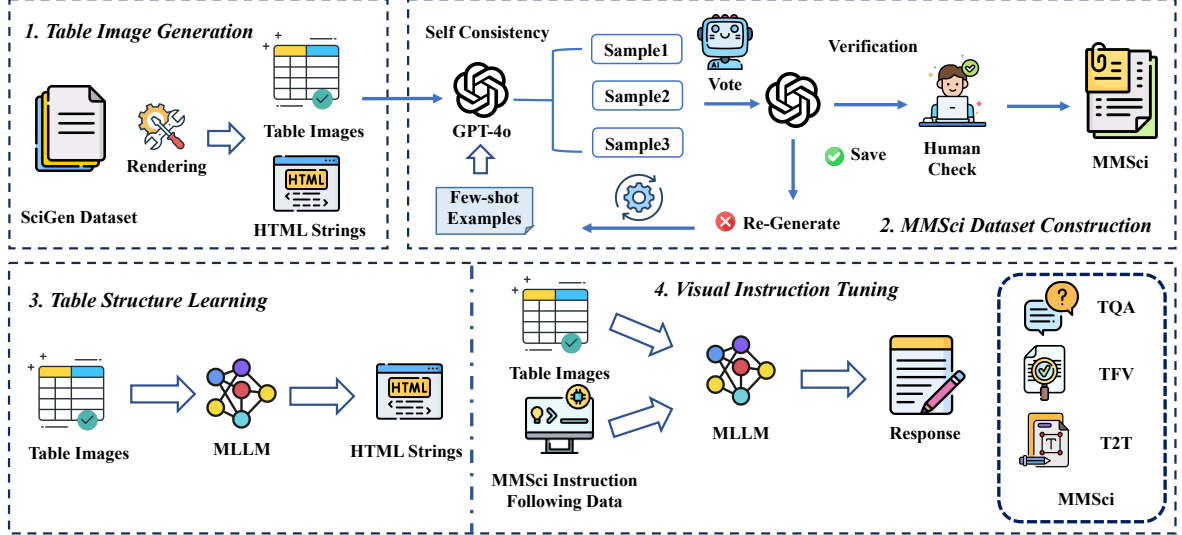 1. Table Image Generation
SciGen Dataset
Rendering
Table Images
HTML
HTML Strings
Self Consistency
GPT-4o
Few-shot
Examples
Sample1
Sample2
Sample3
AI
Vote
Verification
Save
Re-Generate
Human
Check
MMSci
2. MMSci Dataset Construction
3. Table Structure Learning
Table Images
MLLM
HTML
HTML Strings
4. Visual Instruction Tuning
Table Images
MMSci Instruction
Following Data
MLLM
Response
?
TQA
TFV
T
T2T
MMSci